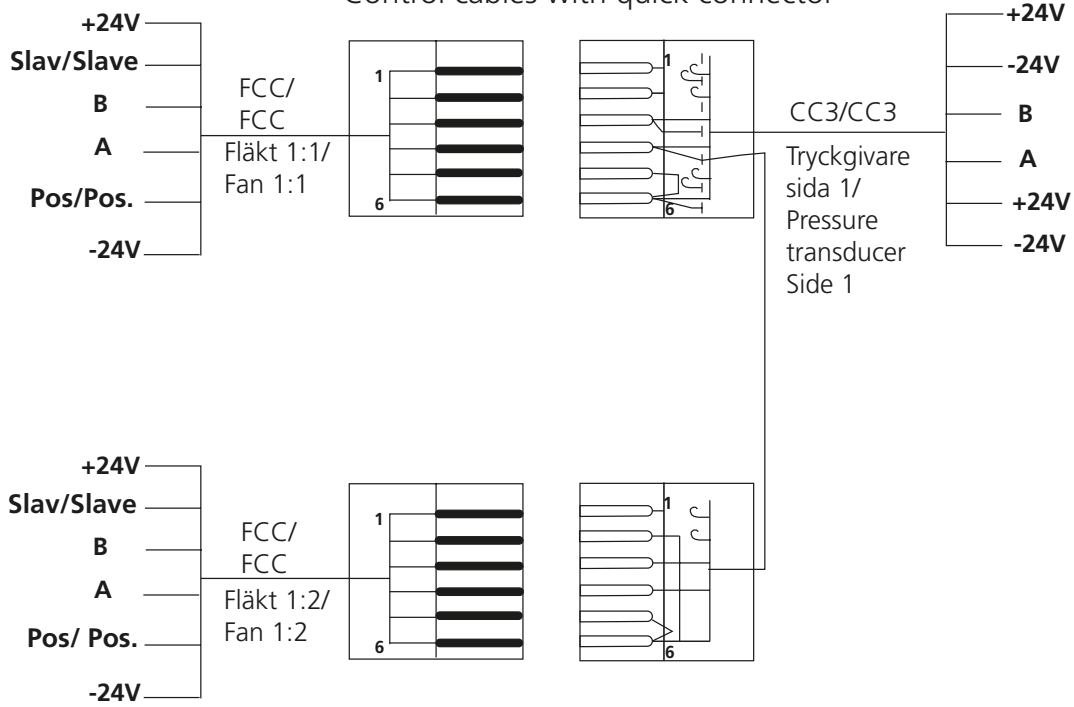 Control cables with quick connector
+24V
Slav/Slave
B
A
Pos/Pos.
-24V
FCC/
FCC
Fläkt 1:1/
Fan 1:1
1
6
1
6
CC3/CC3
Tryckgivare
sida 1/
Pressure
transducer
Side 1
+24V
-24V
B
A
+24V
-24V
+24V
Slav/Slave
B
A
Pos/ Pos.
-24V
FCC/
FCC
Fläkt 1:2/
Fan 1:2
1
6
1
6